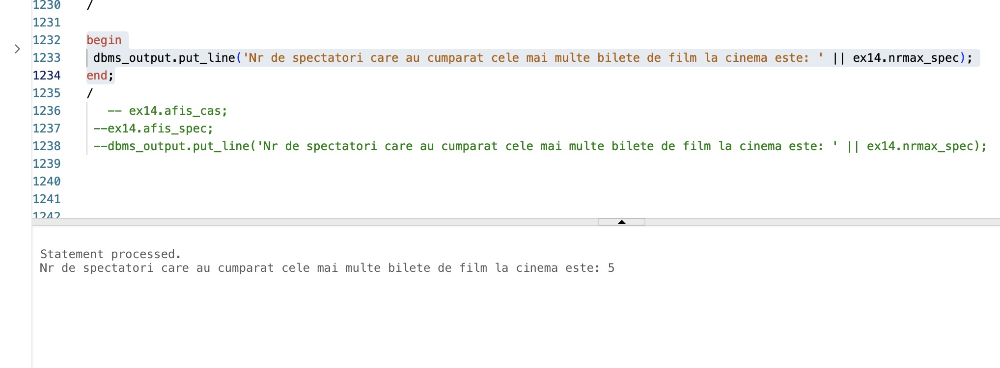 1230 /
1231
1232 begin
1233 dbms_output.put_line('Nr de spectatori care au cumparat cele mai multe bilete de film la cinema este: ' || ex14.nrmax_spec);
1234 end;
1235 /
1236 -- ex14.afis_cas;
1237 --ex14.afis_spec;
1238 --dbms_output.put_line('Nr de spectatori care au cumparat cele mai multe bilete de film la cinema este: ' || ex14.nrmax_spec);
1239
1240
1241
1242
Statement processed.
Nr de spectatori care au cumparat cele mai multe bilete de film la cinema este: 5